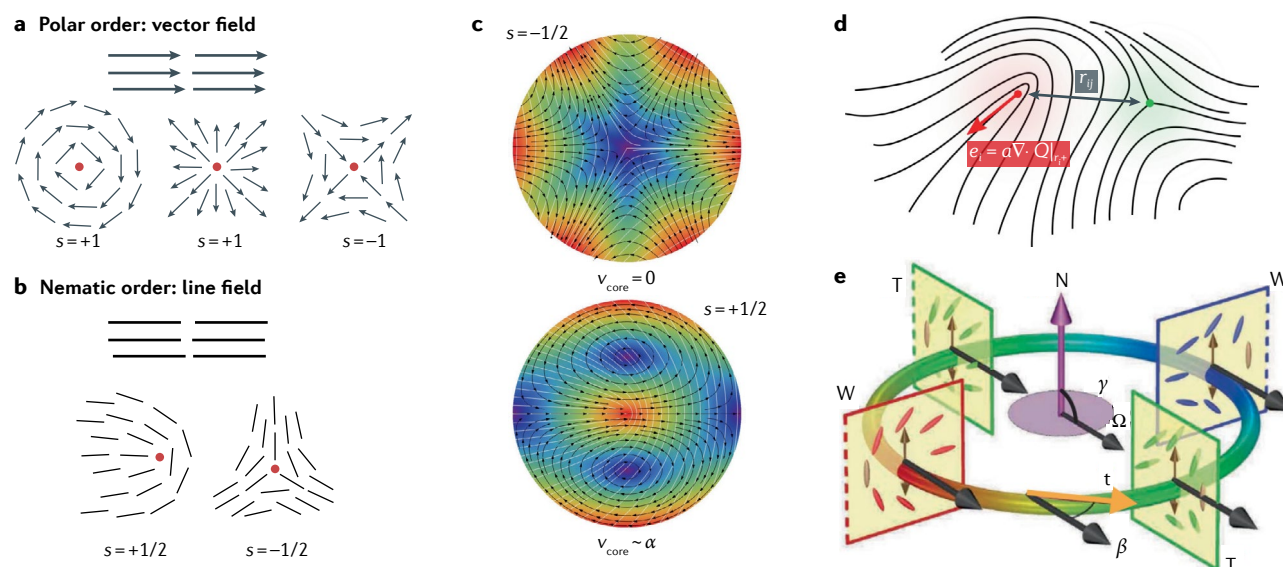 a Polar order: vector field
s = +1
s = +1
s = −1
b Nematic order: line field
s = +1/2
s = −1/2
c
s = −1/2
v_core = 0
s = +1/2
v_core ~ α
d
r_ij
e_i = a∇· Q|_{r_i^+}
e
T
N
W
W
γ
Ω
t
β
T